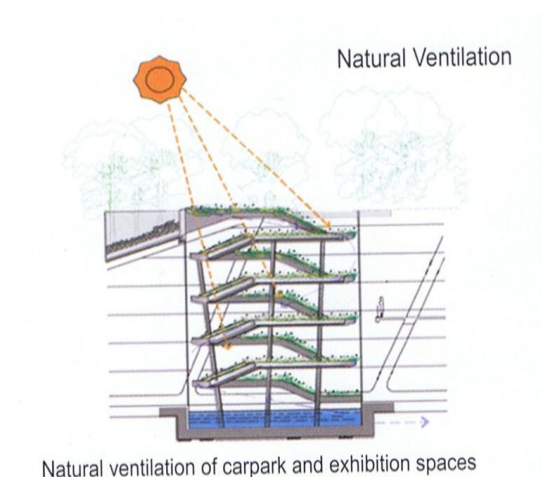 Natural Ventilation
Natural ventilation of carpark and exhibition spaces